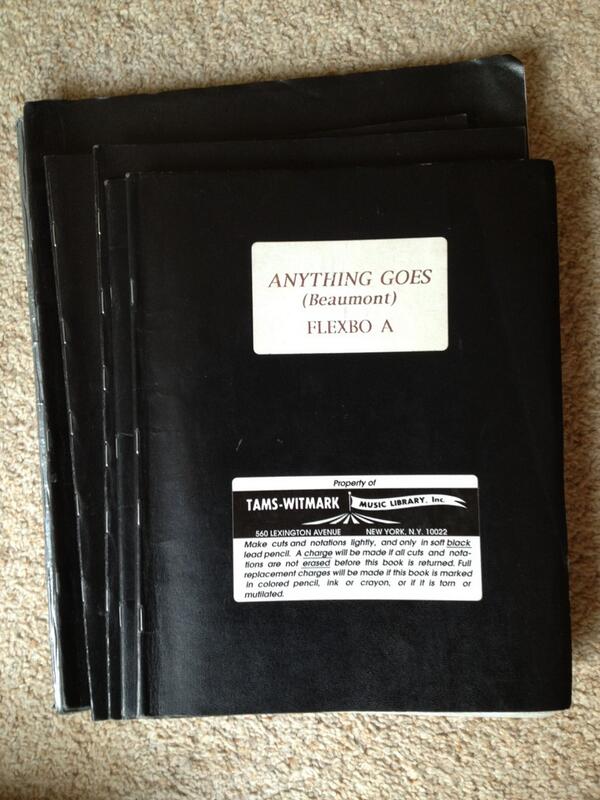 ANYTHING GOES
(Beaumont)
FLEXBO A
Property of
TAMS-WITMARK MUSIC LIBRARY, Inc.
560 LEXINGTON AVENUE NEW YORK, N.Y. 10022
Make cuts and notations lightly, and only in soft black
lead pencil. A charge will be made if all cuts and nota-
tions are not erased before this book is returned. Full
replacement charges will be made if this book is marked
in colored pencil, ink or crayon, or if it is torn or
mutilated.